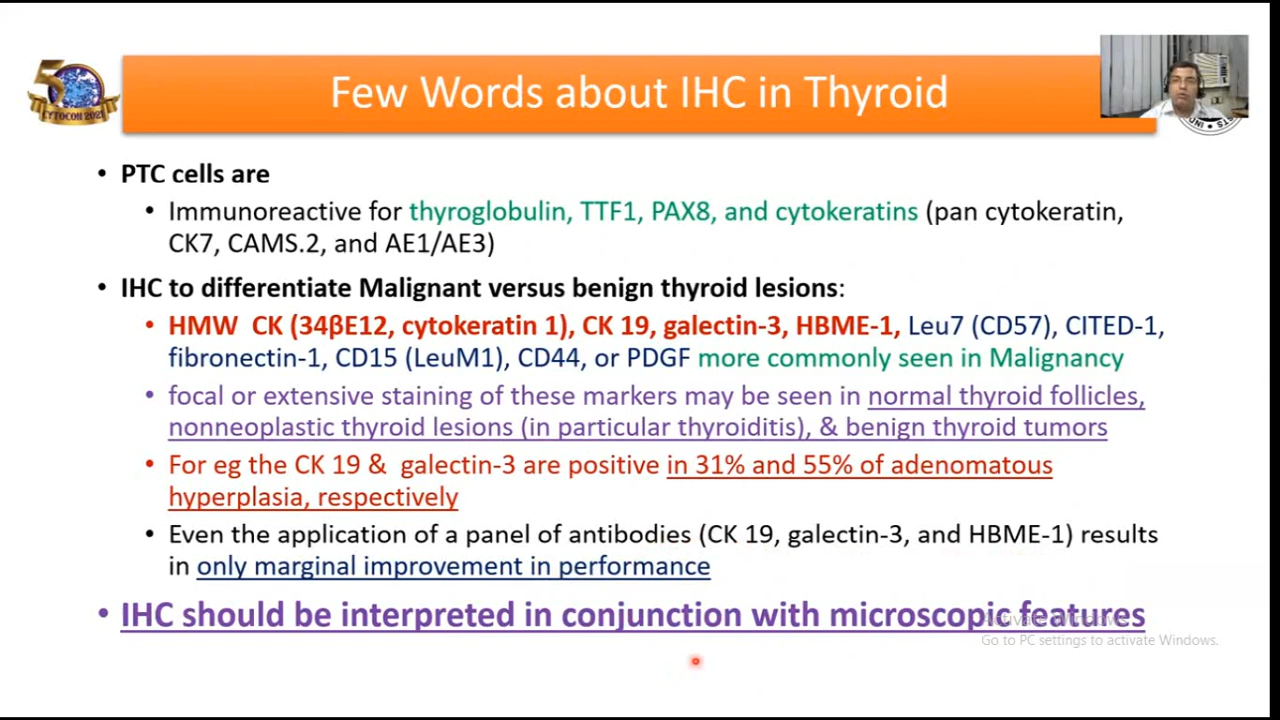 Few Words about IHC in Thyroid
50
CYTOCON 2021
• PTC cells are
• Immunoreactive for thyroglobulin, TTF1, PAX8, and cytokeratins (pan cytokeratin,
CK7, CAMS.2, and AE1/AE3)
• IHC to differentiate Malignant versus benign thyroid lesions:
• HMW CK (34βE12, cytokeratin 1), CK 19, galectin-3, HBME-1, Leu7 (CD57), CITED-1,
fibronectin-1, CD15 (LeuM1), CD44, or PDGF more commonly seen in Malignancy
• focal or extensive staining of these markers may be seen in normal thyroid follicles,
nonneoplastic thyroid lesions (in particular thyroiditis), & benign thyroid tumors
• For eg the CK 19 & galectin-3 are positive in 31% and 55% of adenomatous
hyperplasia, respectively
• Even the application of a panel of antibodies (CK 19, galectin-3, and HBME-1) results
in only marginal improvement in performance
• IHC should be interpreted in conjunction with microscopic features
Activate Windows
Go to PC settings to activate Windows.